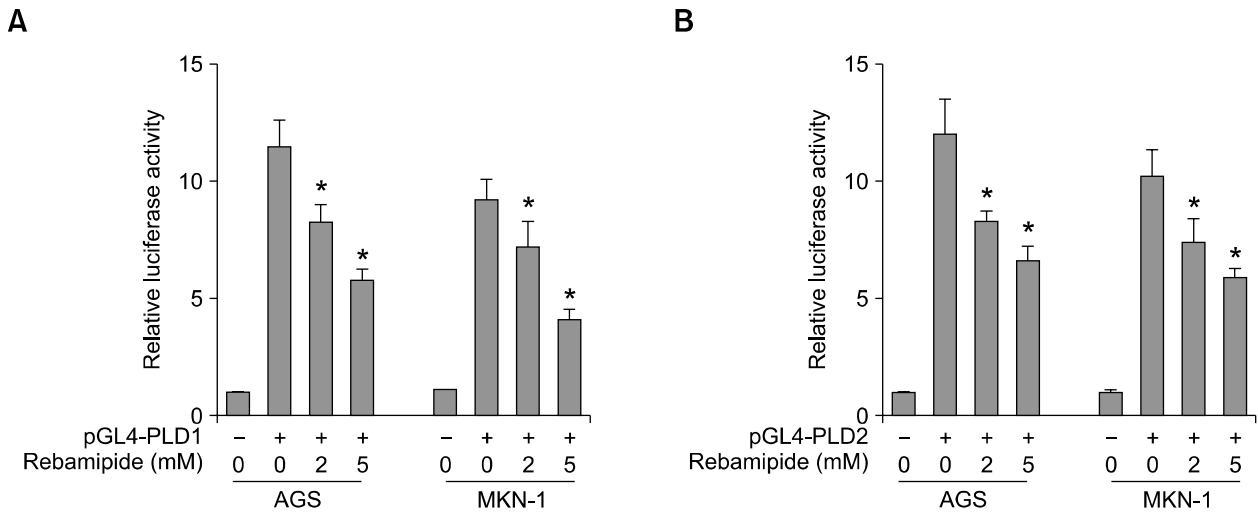 A
Relative luciferase activity
15
*
*
*
10
*
5
0
pGL4-PLD1 – + + + – + + +
Rebamipide (mM) 0 0 2 5 0 0 2 5
AGS MKN-1
B
Relative luciferase activity
15
*
*
*
10
*
5
0
pGL4-PLD2 – + + + – + + +
Rebamipide (mM) 0 0 2 5 0 0 2 5
AGS MKN-1